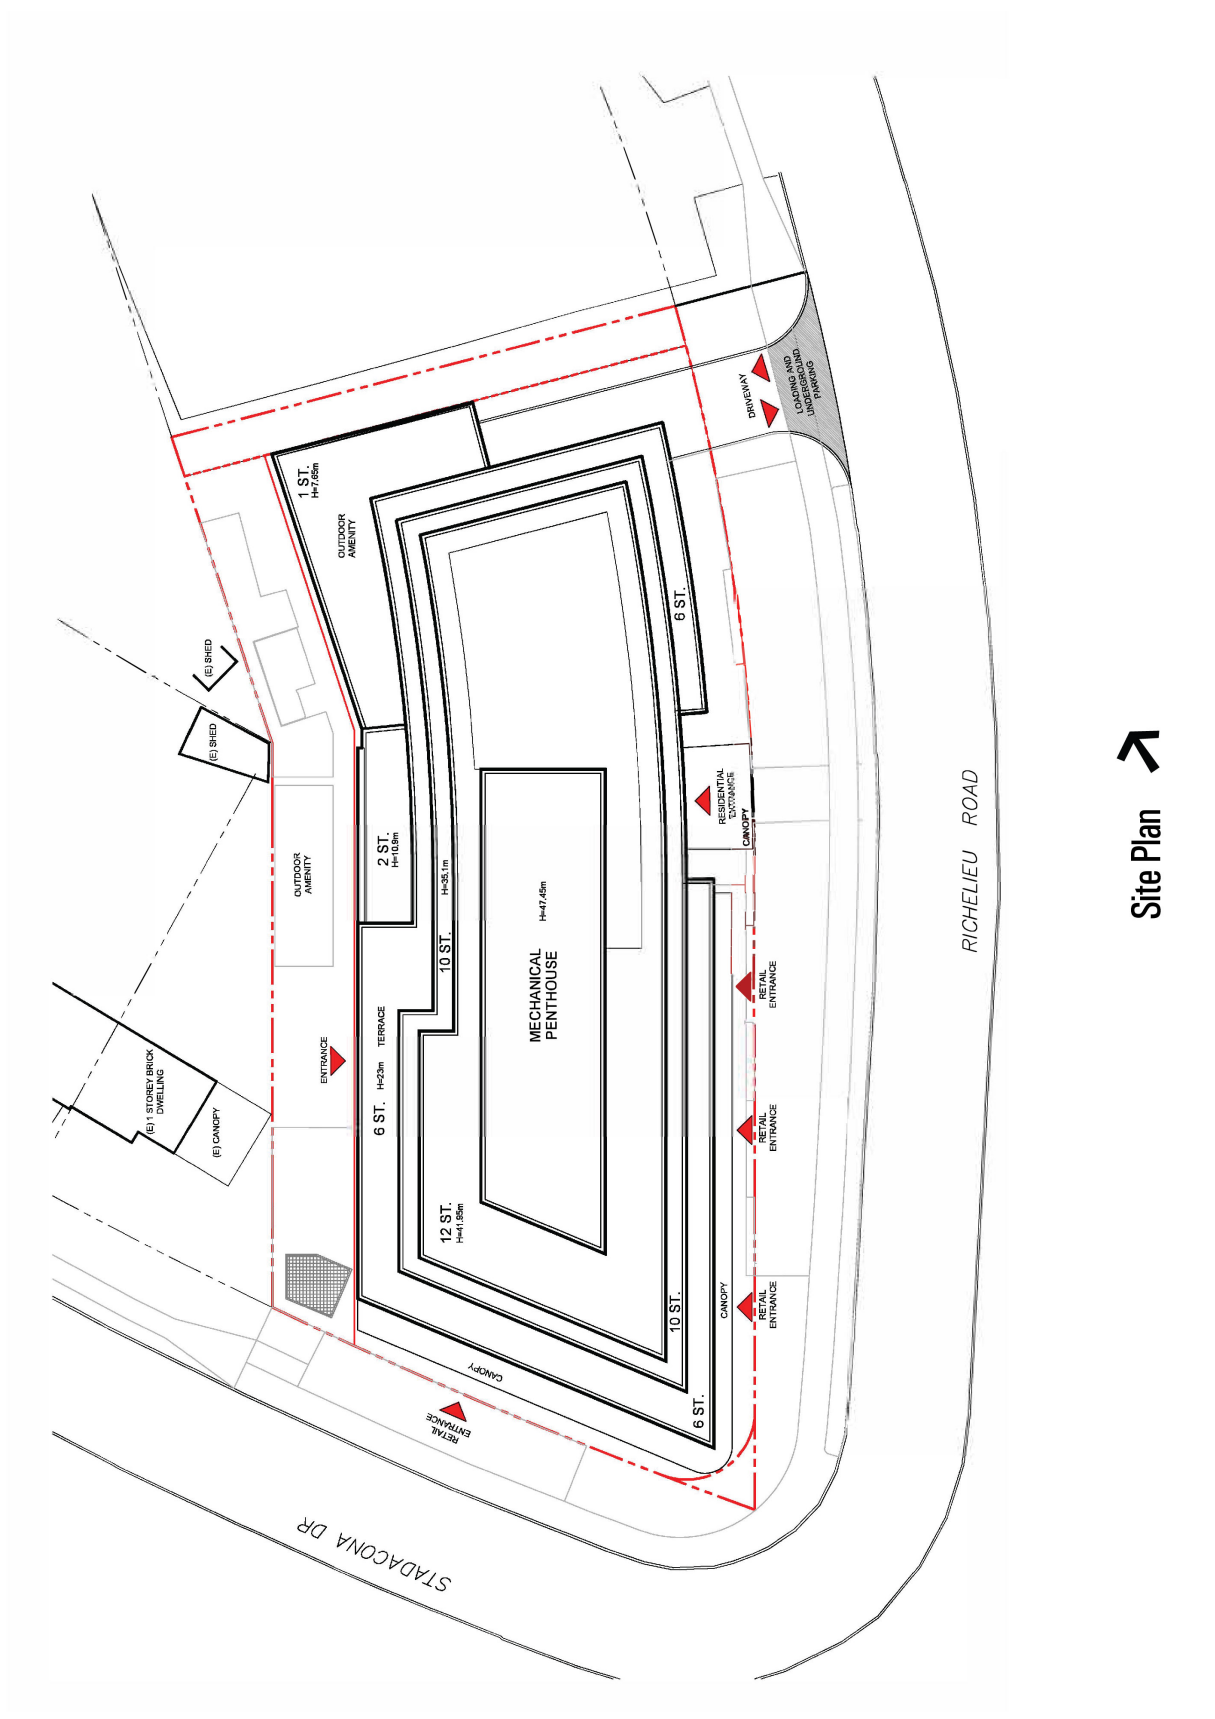 1 ST.
H=7.65m
OUTDOOR
AMENITY
DRIVEWAY
LOADING AND
UNDERGROUND
PARKING
6 ST.
(E) SHED
(E) SHED
RESIDENTIAL
ENTRANCE
CANOPY
2 ST.
H=10.9m
OUTDOOR
AMENITY
H=35.1m
10 ST.
H=47.45m
MECHANICAL
PENTHOUSE
RETAIL
ENTRANCE
TERRACE
H=23m
6 ST.
ENTRANCE
(E) 1 STOREY BRICK
DWELLING
(E) CANOPY
RETAIL
ENTRANCE
12 ST.
H=41.95m
10 ST.
CANOPY
RETAIL
ENTRANCE
6 ST.
CANOPY
RETAIL
ENTRANCE
STADACONA DR
RICHELIEU ROAD
Site Plan